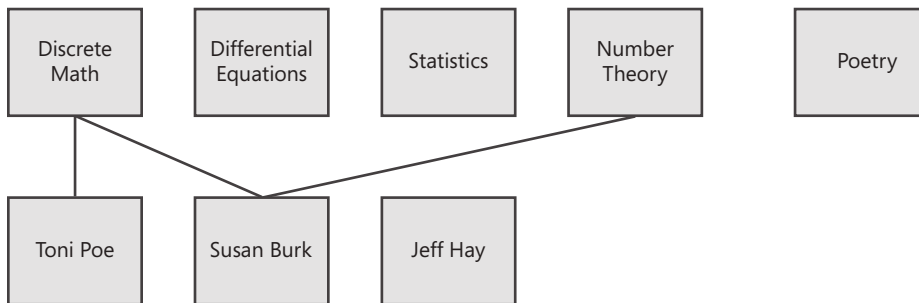 Discrete
Math
Differential
Equations
Statistics
Number
Theory
Poetry
Toni Poe
Susan Burk
Jeff Hay